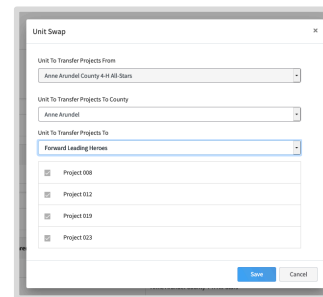 Unit Swap
×
Unit To Transfer Projects From
Anne Arundel County 4-H All-Stars
Unit To Transfer Projects To County
Anne Arundel
Unit To Transfer Projects To
Forward Leading Heroes
Project 008
Project 012
Project 019
Project 023
Save
Cancel